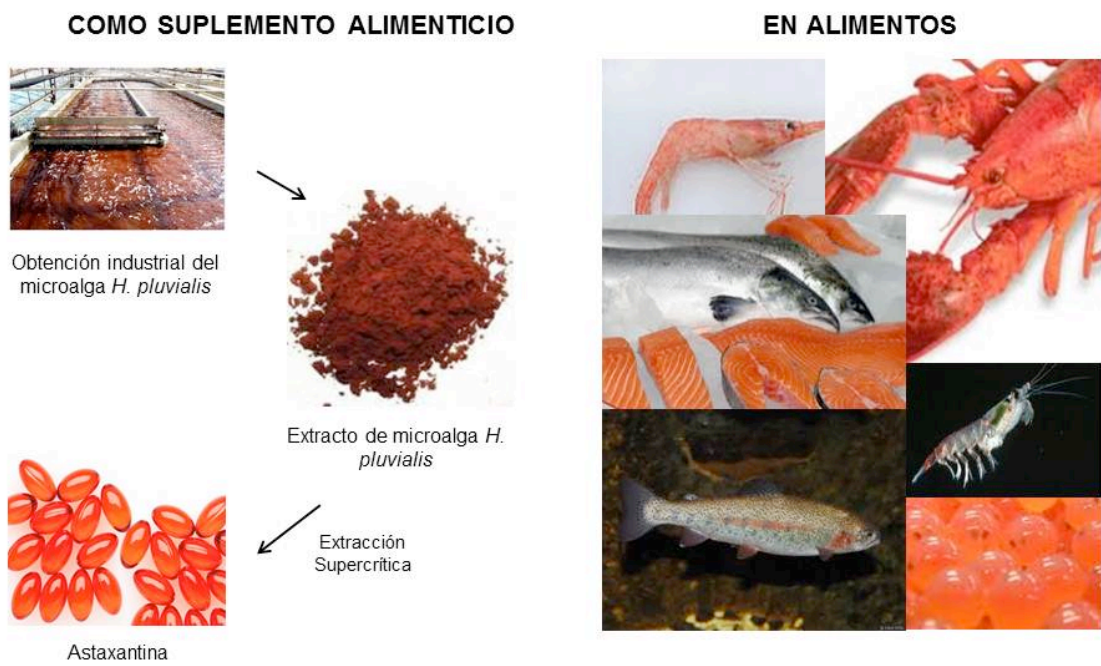 COMO SUPLEMENTO ALIMENTICIO
EN ALIMENTOS
Obtención industrial del
microalga H. pluvialis
Extracto de microalga H.
pluvialis
Extracción
Supercrítica
Astaxantina